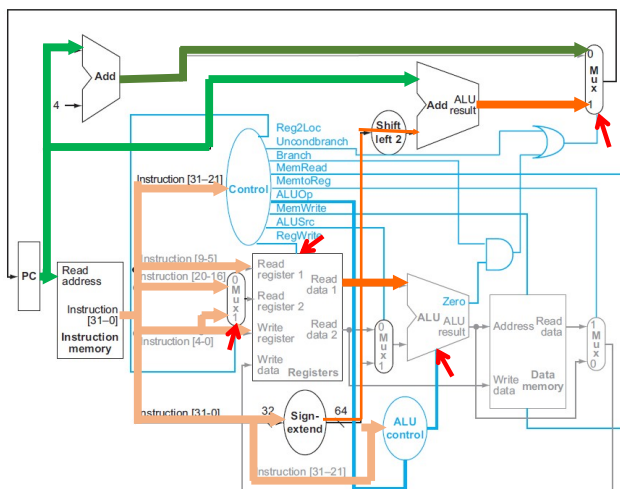 Add
4
0
Mux
1
Add
ALU
result
Shift
left 2
Reg2Loc
Uncondbranch
Branch
MemRead
MemtoReg
ALUOp
MemWrite
ALUSrc
RegWrite
Control
Instruction [31–21]
PC
Read
address
Instruction
[31–0]
Instruction
memory
Instruction [9-5]
Instruction [20-16]
Instruction [4-0]
0
Mux
1
Read
register 1
Read
register 2
Write
register
Write
data
Read
data 1
Read
data 2
Registers
0
Mux
1
Zero
ALU
ALU
result
Address
Read
data
Write
data
Data
memory
1
Mux
0
Instruction [31-0]
32
Sign-
extend
64
ALU
control
Instruction [31–21]